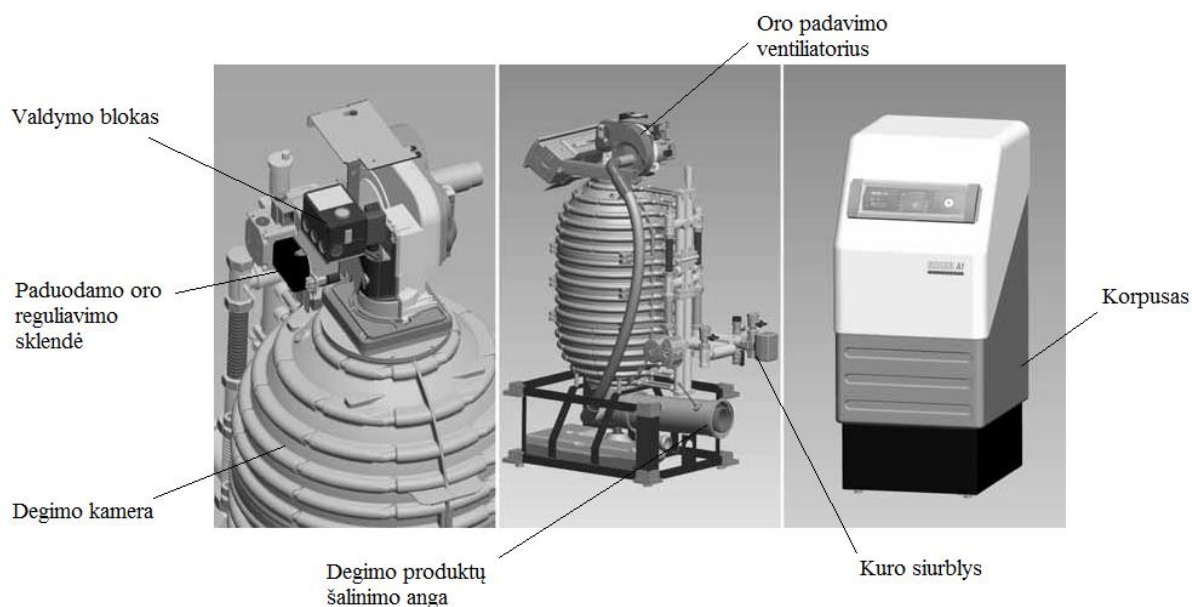 Oro padavimo
ventiliatorius
Valdymo blokas
Paduodamo oro
reguliavimo
sklendė
Korpusas
Degimo kamera
Degimo produktų
šalinimo anga
Kuro siurblys